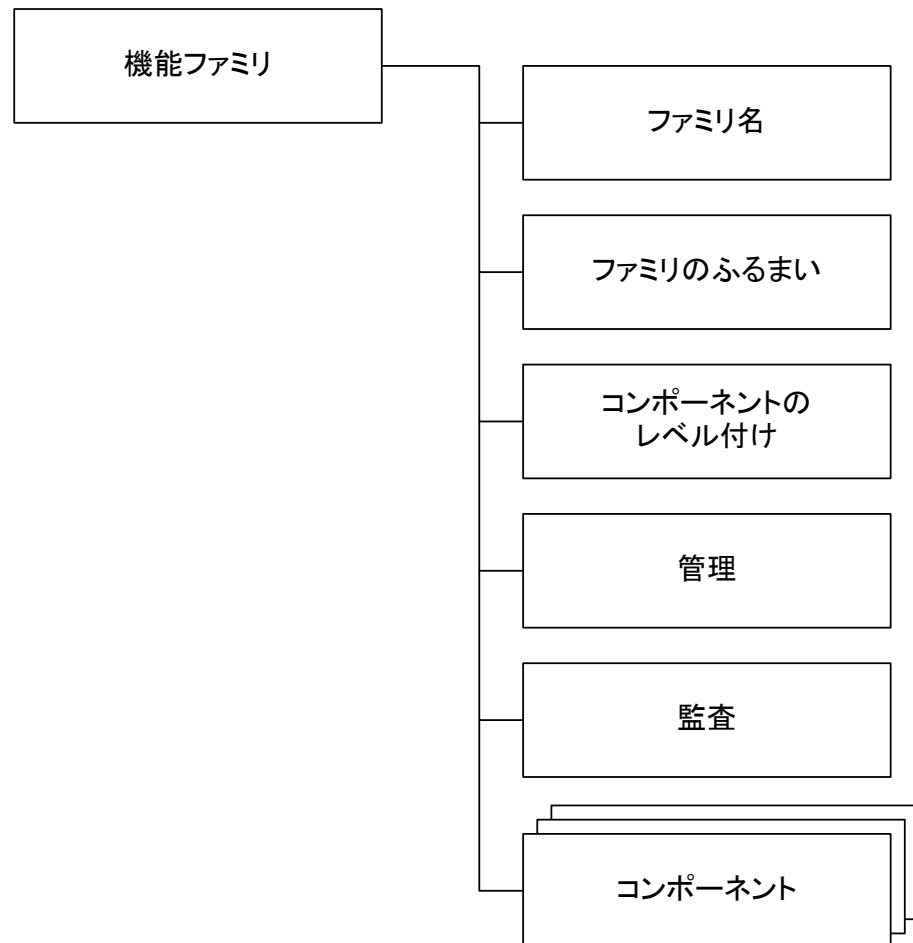 機能ファミリ
ファミリ名
ファミリのふるまい
コンポーネントの
レベル付け
管理
監査
コンポーネント